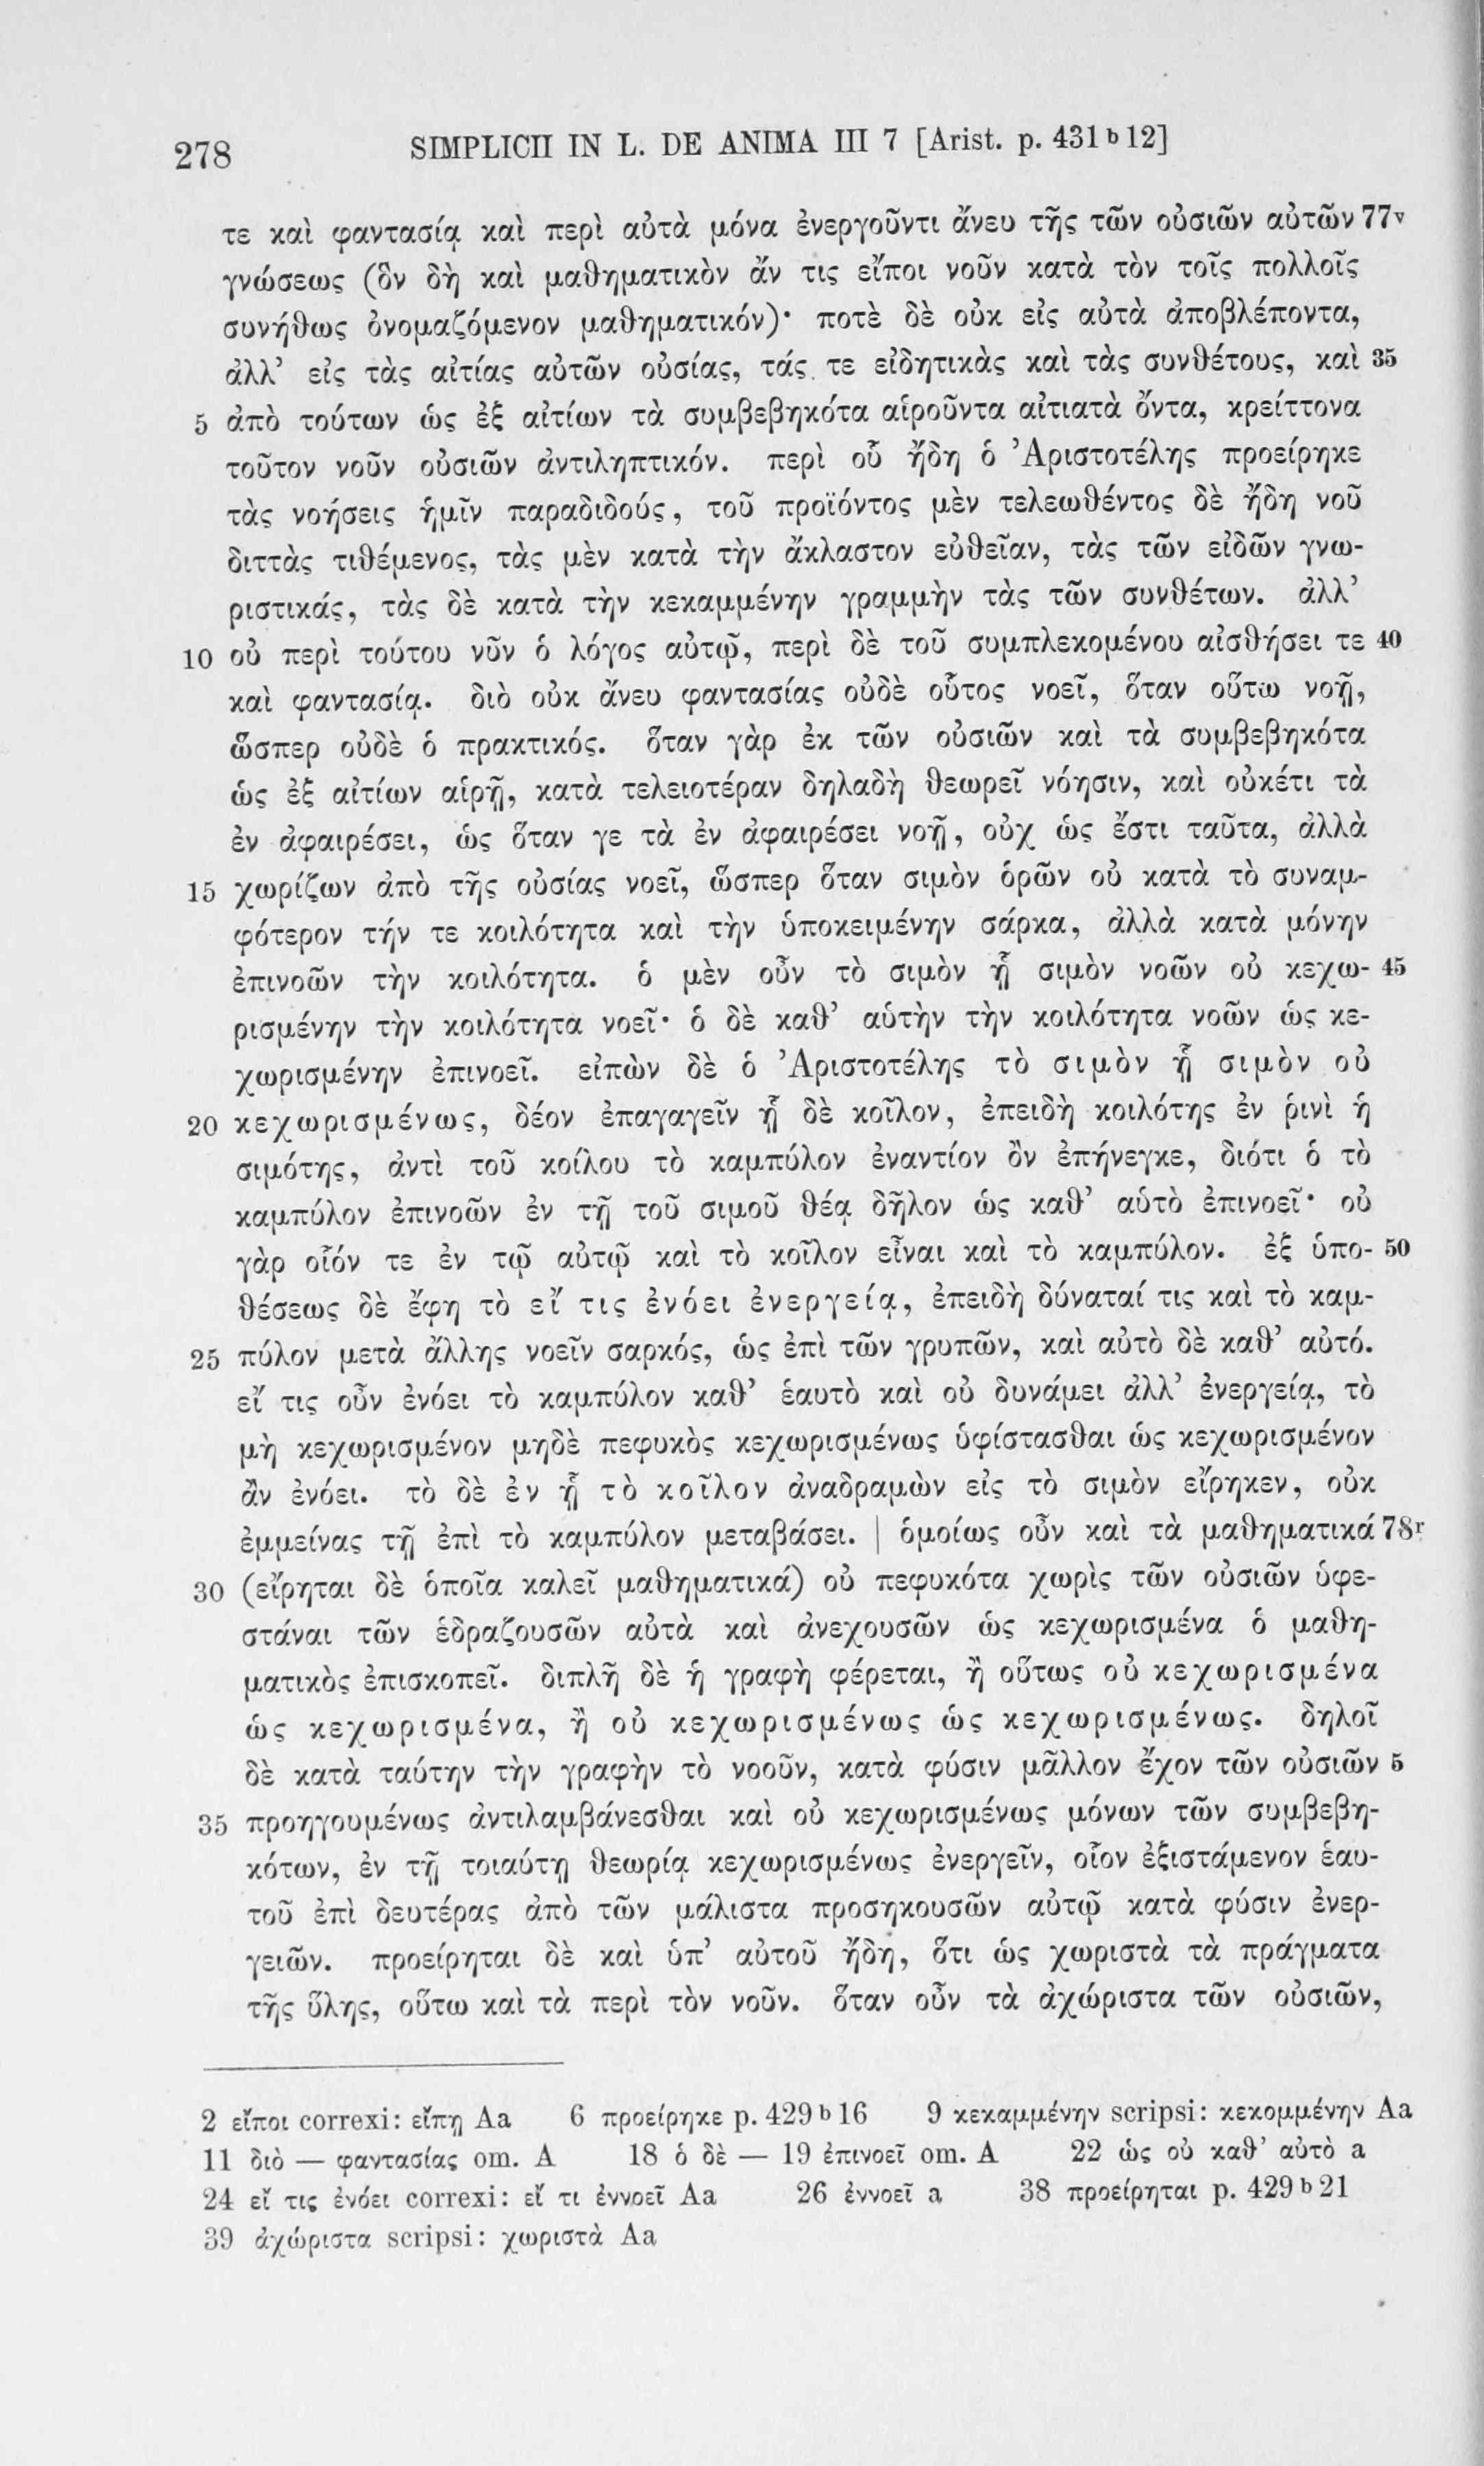 278 SIMPLICII IN L. DE ANIMA III 7 [Arist. p. 431 b 12]
τε καὶ φαντασίᾳ καὶ περὶ αὐτὰ μόνα ἐνεργοῦντι ἄνευ τῆς τῶν οὐσιῶν αὐτῶν 77v
γνώσεως (ὃν δὴ καὶ μαθηματικὸν ἄν τις εἴποι νοῦν κατὰ τὸν τοῖς πολλοῖς
συνήθως ὀνομαζόμενον μαθηματικόν)· ποτὲ δὲ οὐκ εἰς αὐτὰ ἀποβλέποντα,
ἀλλ’ εἰς τὰς αἰτίας αὐτῶν οὐσίας, τάς τε εἰδητικὰς καὶ τὰς συνθέτους, καὶ 35
5 ἀπὸ τούτων ὡς ἐξ αἰτίων τὰ συμβεβηκότα αἱροῦντα αἰτιατὰ ὄντα, κρείττονα
τοῦτον νοῦν οὐσιῶν ἀντιληπτικόν. περὶ οὗ ἤδη ὁ Ἀριστοτέλης προείρηκε
τὰς νοήσεις ἡμῖν παραδιδούς, τοῦ προϊόντος μὲν τελεωθέντος δὲ ἤδη νοῦ
διττὰς τιθέμενος, τὰς μὲν κατὰ τὴν ἄκλαστον εὐθεῖαν, τὰς τῶν εἰδῶν γνω-
ριστικάς, τὰς δὲ κατὰ τὴν κεκαμμένην γραμμὴν τὰς τῶν συνθέτων. ἀλλ’
10 οὐ περὶ τούτου νῦν ὁ λόγος αὐτῷ, περὶ δὲ τοῦ συμπλεκομένου αἰσθήσει τε 40
καὶ φαντασίᾳ. διὸ οὐκ ἄνευ φαντασίας οὐδὲ οὗτος νοεῖ, ὅταν οὕτω νοῇ,
ὥσπερ οὐδὲ ὁ πρακτικός. ὅταν γὰρ ἐκ τῶν οὐσιῶν καὶ τὰ συμβεβηκότα
ὡς ἐξ αἰτίων αἱρῇ, κατὰ τελειοτέραν δηλαδὴ θεωρεῖ νόησιν, καὶ οὐκέτι τὰ
ἐν ἀφαιρέσει, ὡς ὅταν γε τὰ ἐν ἀφαιρέσει νοῇ, οὐχ ὡς ἔστι ταῦτα, ἀλλὰ
15 χωρίζων ἀπὸ τῆς οὐσίας νοεῖ, ὥσπερ ὅταν σιμὸν ὁρῶν οὐ κατὰ τὸ συναμ-
φότερον τήν τε κοιλότητα καὶ τὴν ὑποκειμένην σάρκα, ἀλλὰ κατὰ μόνην
ἐπινοῶν τὴν κοιλότητα. ὁ μὲν οὖν τὸ σιμὸν ᾗ σιμὸν νοῶν οὐ κεχω- 45
ρισμένην τὴν κοιλότητα νοεῖ· ὁ δὲ καθ’ αὑτὴν τὴν κοιλότητα νοῶν ὡς κε-
χωρισμένην ἐπινοεῖ. εἰπὼν δὲ ὁ Ἀριστοτέλης τὸ σιμὸν ᾗ σιμὸν οὐ
20 κεχωρισμένως, δέον ἐπαγαγεῖν ᾗ δὲ κοῖλον, ἐπειδὴ κοιλότης ἐν ῥινὶ ἡ
σιμότης, ἀντὶ τοῦ κοίλου τὸ καμπύλον ἐναντίον ὂν ἐπήνεγκε, διότι ὁ τὸ
καμπύλον ἐπινοῶν ἐν τῇ τοῦ σιμοῦ θέᾳ δῆλον ὡς καθ’ αὑτὸ ἐπινοεῖ· οὐ
γὰρ οἷόν τε ἐν τῷ αὐτῷ καὶ τὸ κοῖλον εἶναι καὶ τὸ καμπύλον. ἐξ ὑπο- 50
θέσεως δὲ ἔφη τὸ εἴ τις ἐνόει ἐνεργείᾳ, ἐπειδὴ δύναταί τις καὶ τὸ καμ-
25 πύλον μετὰ ἄλλης νοεῖν σαρκός, ὡς ἐπὶ τῶν γρυπῶν, καὶ αὐτὸ δὲ καθ’ αὑτό.
εἴ τις οὖν ἐνόει τὸ καμπύλον καθ’ ἑαυτὸ καὶ οὐ δυνάμει ἀλλ’ ἐνεργείᾳ, τὸ
μὴ κεχωρισμένον μηδὲ πεφυκὸς κεχωρισμένως ὑφίστασθαι ὡς κεχωρισμένον
ἂν ἐνόει. τὸ δὲ ἐν ᾗ τὸ κοῖλον ἀναδραμὼν εἰς τὸ σιμὸν εἴρηκεν, οὐκ
ἐμμείνας τῇ ἐπὶ τὸ καμπύλον μεταβάσει. | ὁμοίως οὖν καὶ τὰ μαθηματικά 78r
30 (εἴρηται δὲ ὁποῖα καλεῖ μαθηματικά) οὐ πεφυκότα χωρὶς τῶν οὐσιῶν ὑφε-
στάναι τῶν ἑδραζουσῶν αὐτὰ καὶ ἀνεχουσῶν ὡς κεχωρισμένα ὁ μαθη-
ματικὸς ἐπισκοπεῖ. διπλῆ δὲ ἡ γραφὴ φέρεται, ἢ οὕτως οὐ κεχωρισμένα
ὡς κεχωρισμένα, ἢ οὐ κεχωρισμένως ὡς κεχωρισμένως. δηλοῖ
δὲ κατὰ ταύτην τὴν γραφὴν τὸ νοοῦν, κατὰ φύσιν μᾶλλον ἔχον τῶν οὐσιῶν 5
35 προηγουμένως ἀντιλαμβάνεσθαι καὶ οὐ κεχωρισμένως μόνων τῶν συμβεβη-
κότων, ἐν τῇ τοιαύτῃ θεωρίᾳ κεχωρισμένως ἐνεργεῖν, οἷον ἐξιστάμενον ἑαυ-
τοῦ ἐπὶ δευτέρας ἀπὸ τῶν μάλιστα προσηκουσῶν αὐτῷ κατὰ φύσιν ἐνερ-
γειῶν. προείρηται δὲ καὶ ὑπ’ αὐτοῦ ἤδη, ὅτι ὡς χωριστὰ τὰ πράγματα
τῆς ὕλης, οὕτω καὶ τὰ περὶ τὸν νοῦν. ὅταν οὖν τὰ ἀχώριστα τῶν οὐσιῶν,
2 εἴποι correxi: εἴπῃ Aa 6 προείρηκε p. 429 b 16 9 κεκαμμένην scripsi: κεκομμένην Aa
11 διὸ — φαντασίας om. A 18 ὁ δὲ — 19 ἐπινοεῖ om. A 22 ὡς οὐ καθ’ αὑτὸ a
24 εἴ τις ἐνόει correxi: εἴ τι ἐννοεῖ Aa 26 ἐννοεῖ a 38 προείρηται p. 429 b 21
39 ἀχώριστα scripsi: χωριστὰ Aa